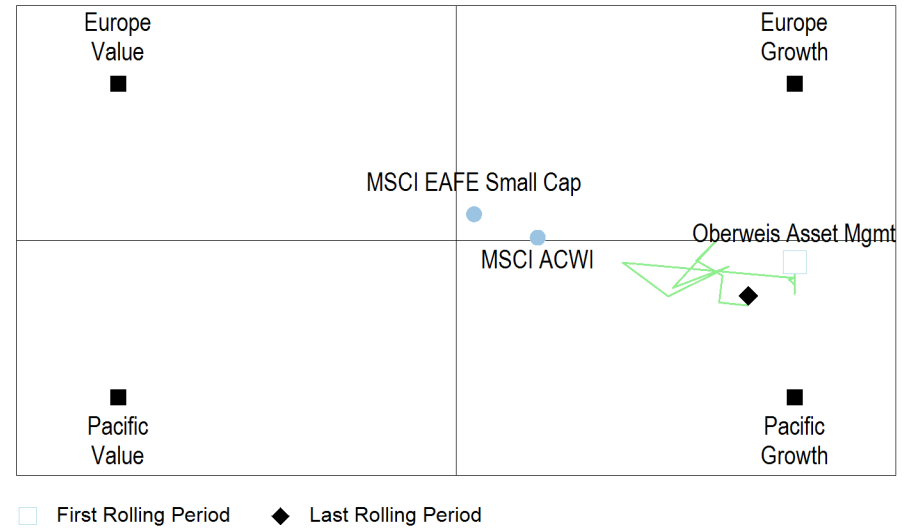 Europe
Value
Europe
Growth
MSCI EAFE Small Cap
Oberweis Asset Mgmt
MSCI ACWI
Pacific
Value
Pacific
Growth
First Rolling Period
Last Rolling Period